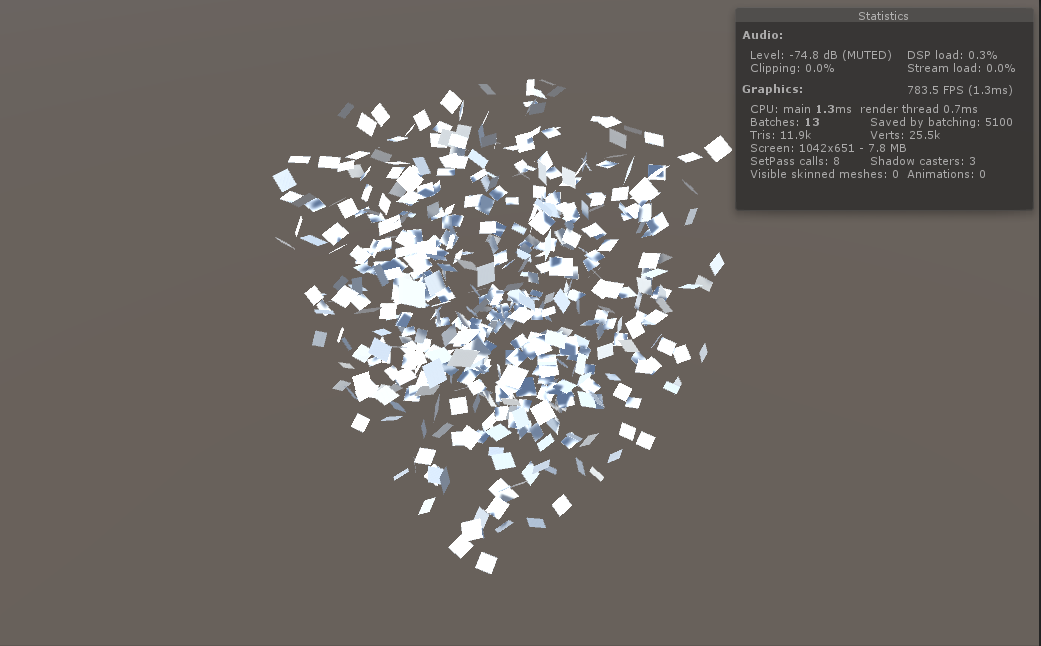 Statistics
Audio:
Level: -74.8 dB (MUTED) DSP load: 0.3%
Clipping: 0.0% Stream load: 0.0%
Graphics: 783.5 FPS (1.3ms)
CPU: main 1.3ms render thread 0.7ms
Batches: 13 Saved by batching: 5100
Tris: 11.9k Verts: 25.5k
Screen: 1042x651 - 7.8 MB
SetPass calls: 8 Shadow casters: 3
Visible skinned meshes: 0 Animations: 0